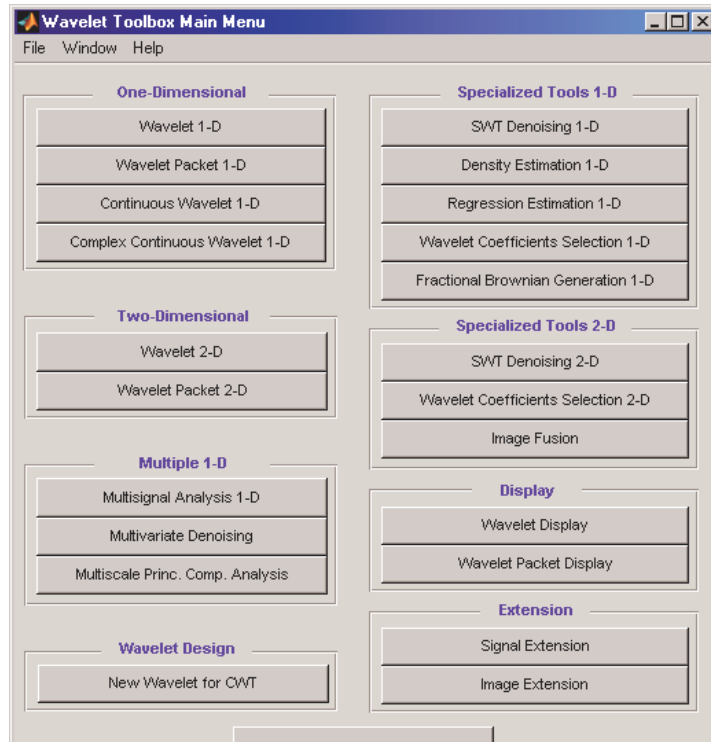 Wavelet Toolbox Main Menu
File Window Help
One-Dimensional
Wavelet 1-D
Wavelet Packet 1-D
Continuous Wavelet 1-D
Complex Continuous Wavelet 1-D
Two-Dimensional
Wavelet 2-D
Wavelet Packet 2-D
Multiple 1-D
Multisignal Analysis 1-D
Multivariate Denoising
Multiscale Princ. Comp. Analysis
Wavelet Design
New Wavelet for CWT
Specialized Tools 1-D
SWT Denoising 1-D
Density Estimation 1-D
Regression Estimation 1-D
Wavelet Coefficients Selection 1-D
Fractional Brownian Generation 1-D
Specialized Tools 2-D
SWT Denoising 2-D
Wavelet Coefficients Selection 2-D
Image Fusion
Display
Wavelet Display
Wavelet Packet Display
Extension
Signal Extension
Image Extension